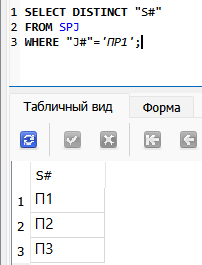 1 SELECT DISTINCT "S#"
2 FROM SPJ
3 WHERE "J#"='ПР1';
Табличный вид Форма
S#
1 П1
2 П2
3 П3